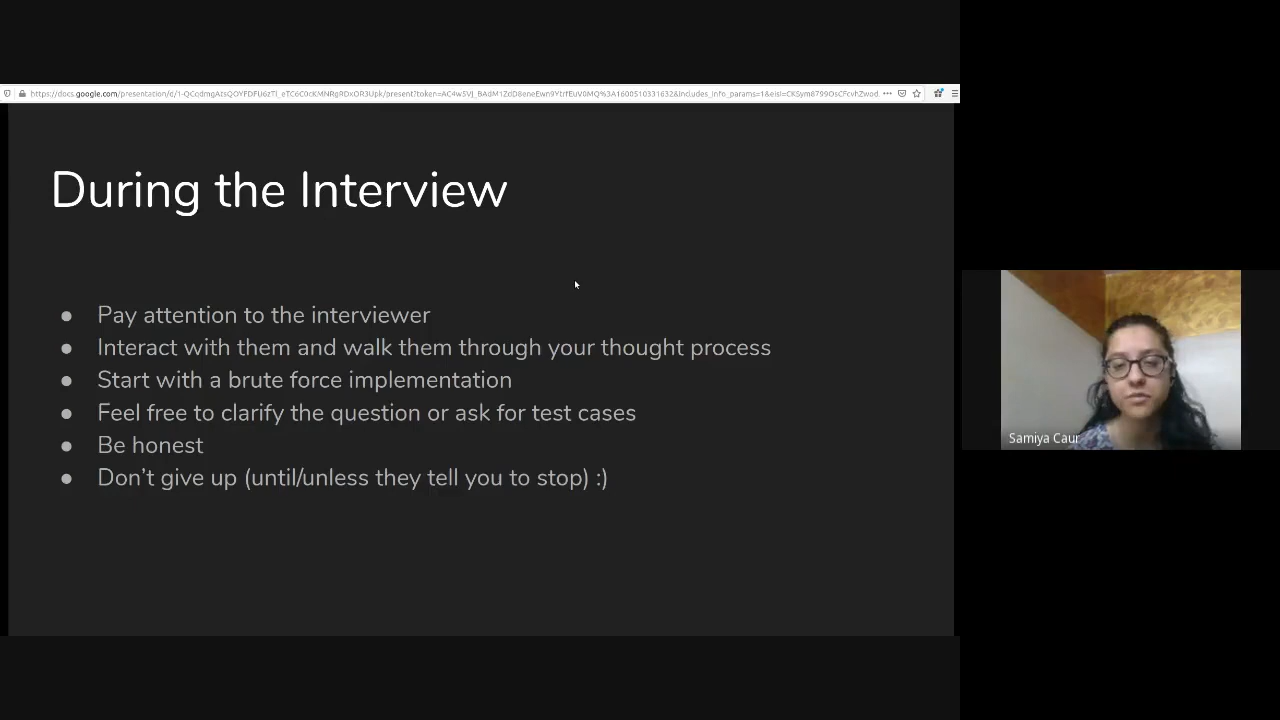 During the Interview
● Pay attention to the interviewer
● Interact with them and walk them through your thought process
● Start with a brute force implementation
● Feel free to clarify the question or ask for test cases
● Be honest
● Don’t give up (until/unless they tell you to stop) :)
Samiya Caur